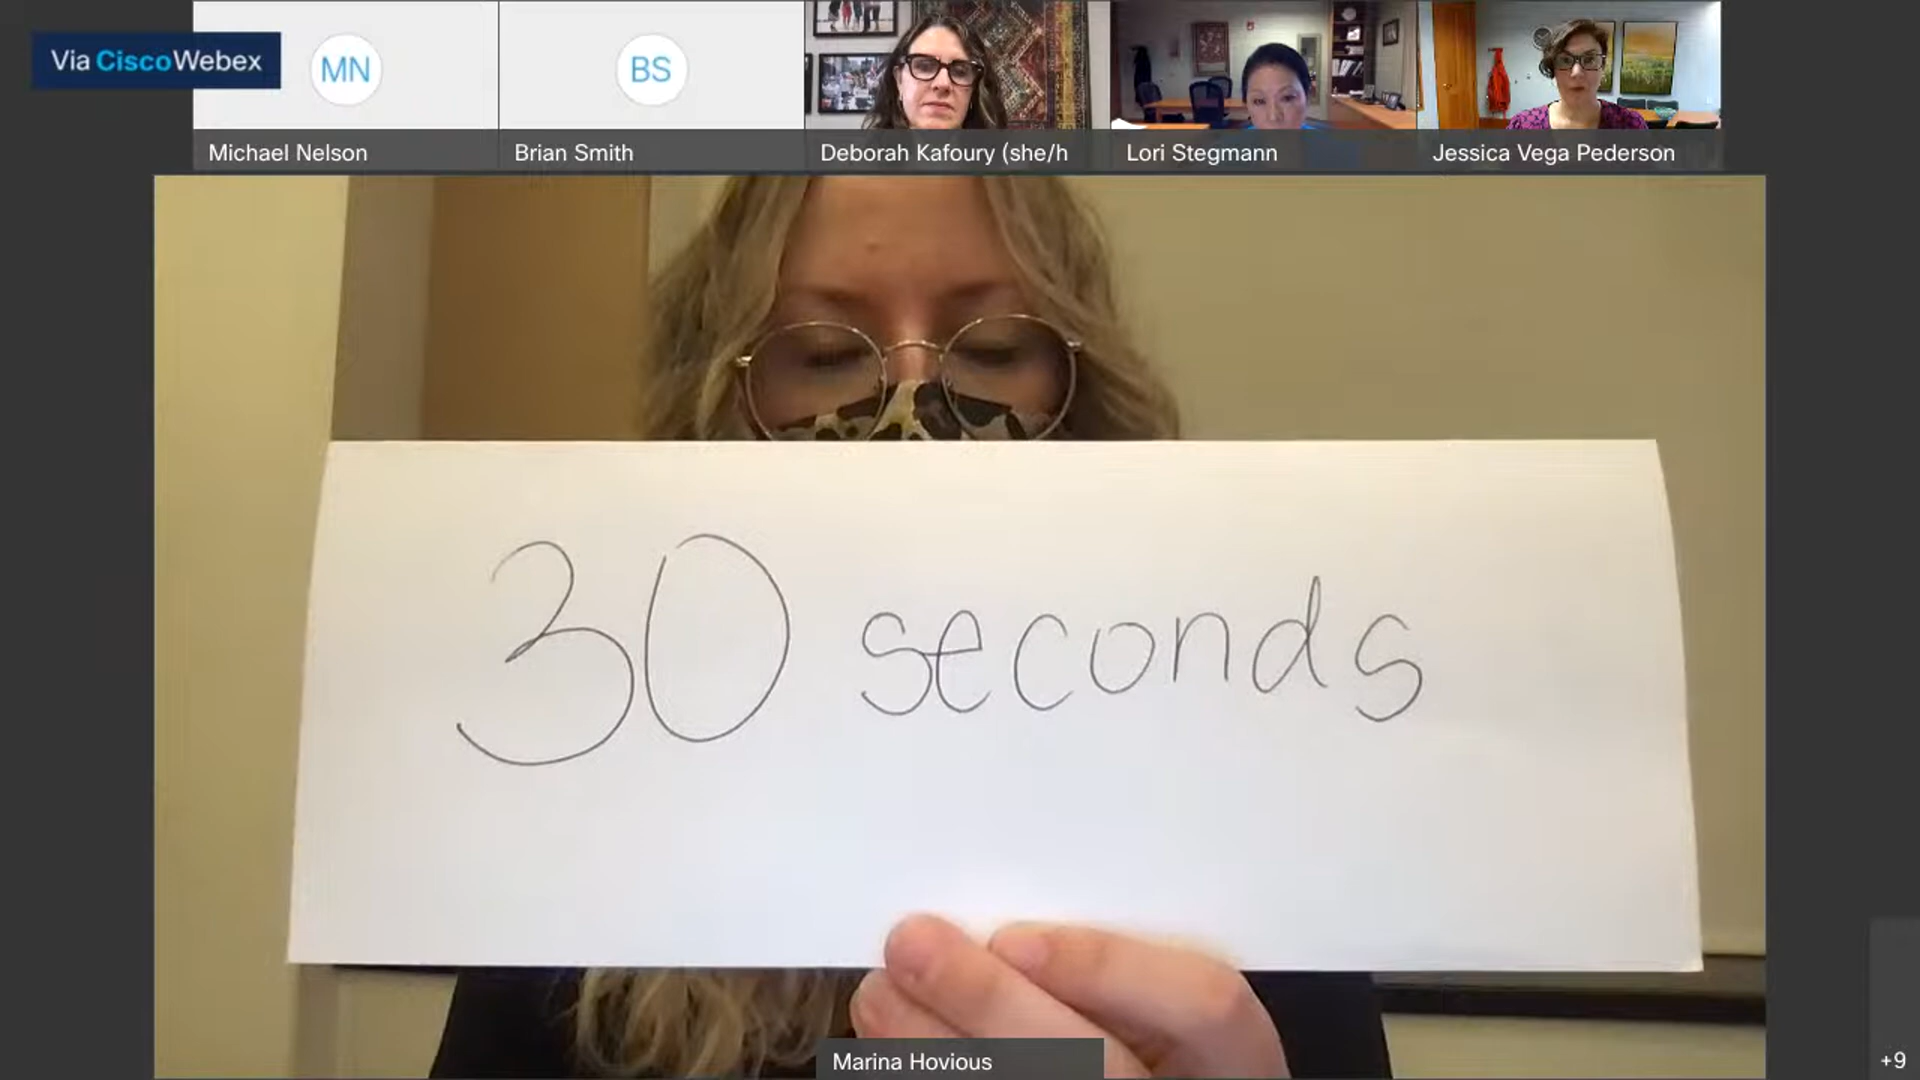 Via CiscoWebex
MN
BS
Michael Nelson
Brian Smith
Deborah Kafoury (she/h
Lori Stegmann
Jessica Vega Pederson
30 seconds
Marina Hovious
+9